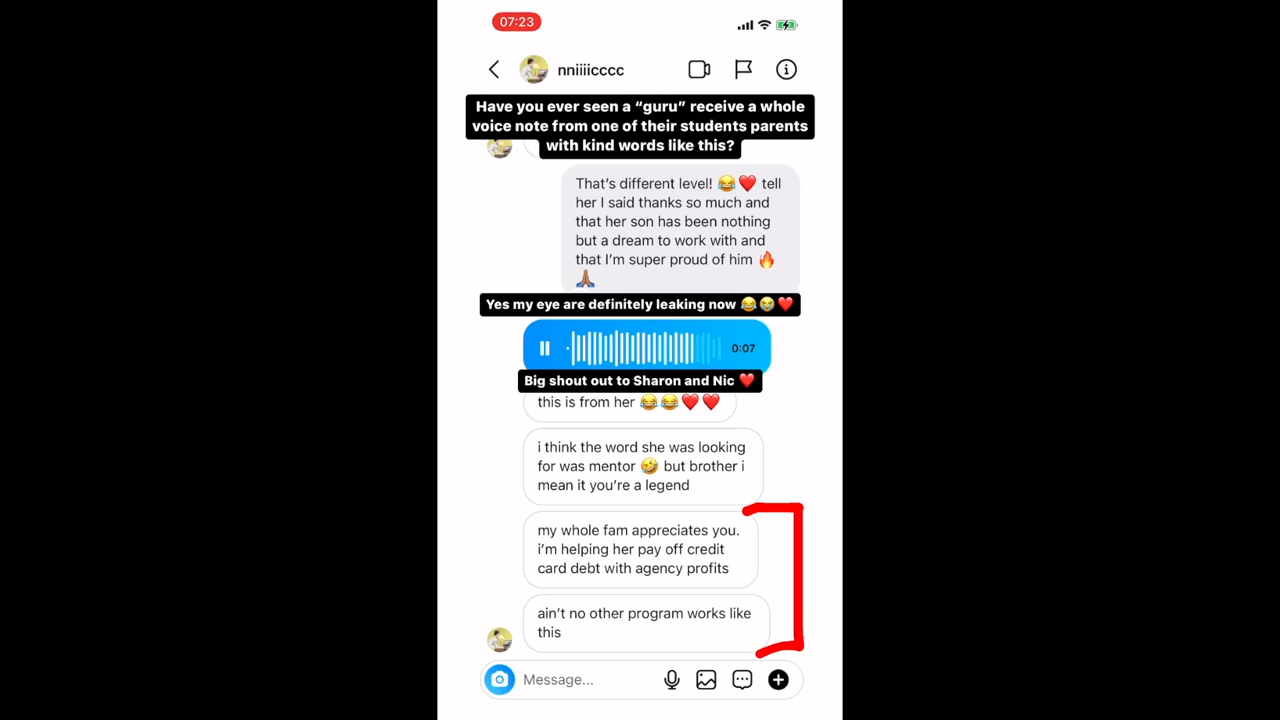 07:23
nniiiicccc
Have you ever seen a “guru” receive a whole
voice note from one of their students parents
with kind words like this?
That’s different level! 😂❤️ tell
her I said thanks so much and
that her son has been nothing
but a dream to work with and
that I’m super proud of him 🔥
🙏🏽
Yes my eye are definitely leaking now 😂😭❤️
0:07
Big shout out to Sharon and Nic ❤️
this is from her 😂😂❤️❤️
i think the word she was looking
for was mentor 🤣 but brother i
mean it you’re a legend
my whole fam appreciates you.
i’m helping her pay off credit
card debt with agency profits
ain’t no other program works like
this
Message...